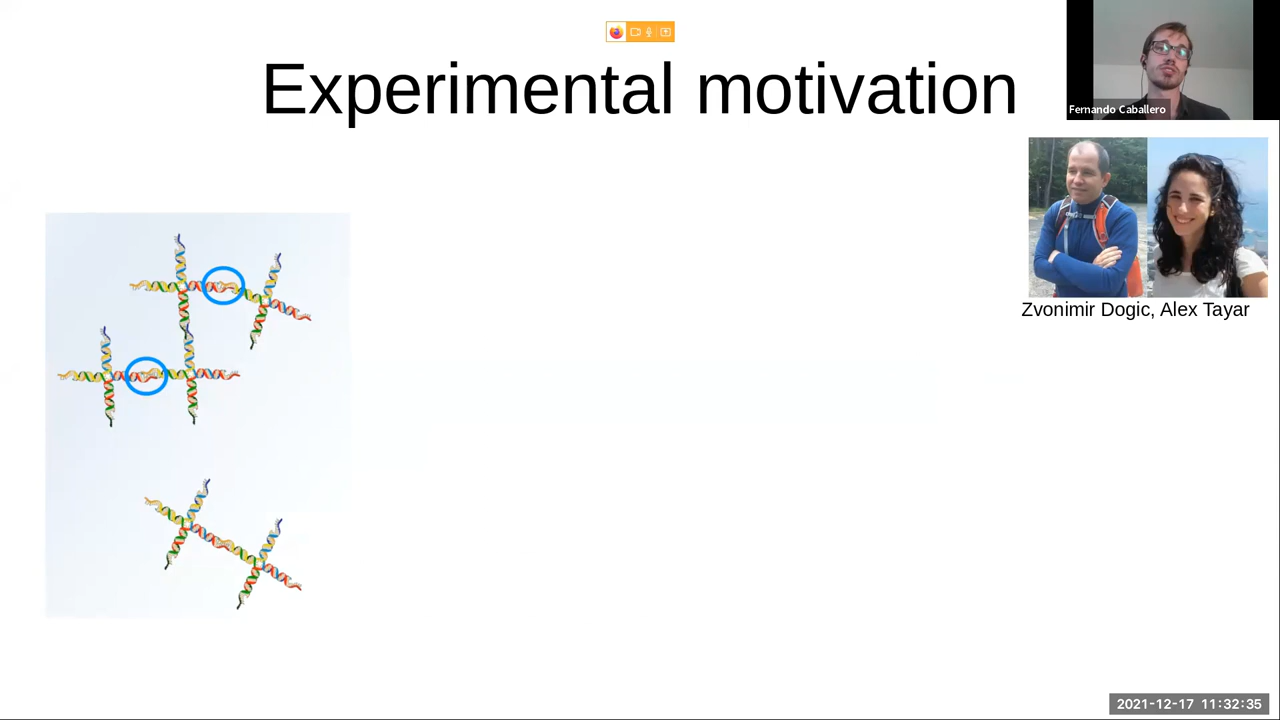 Experimental motivation
Fernando Caballero
Zvonimir Dogic, Alex Tayar
2021-12-17 11:32:35